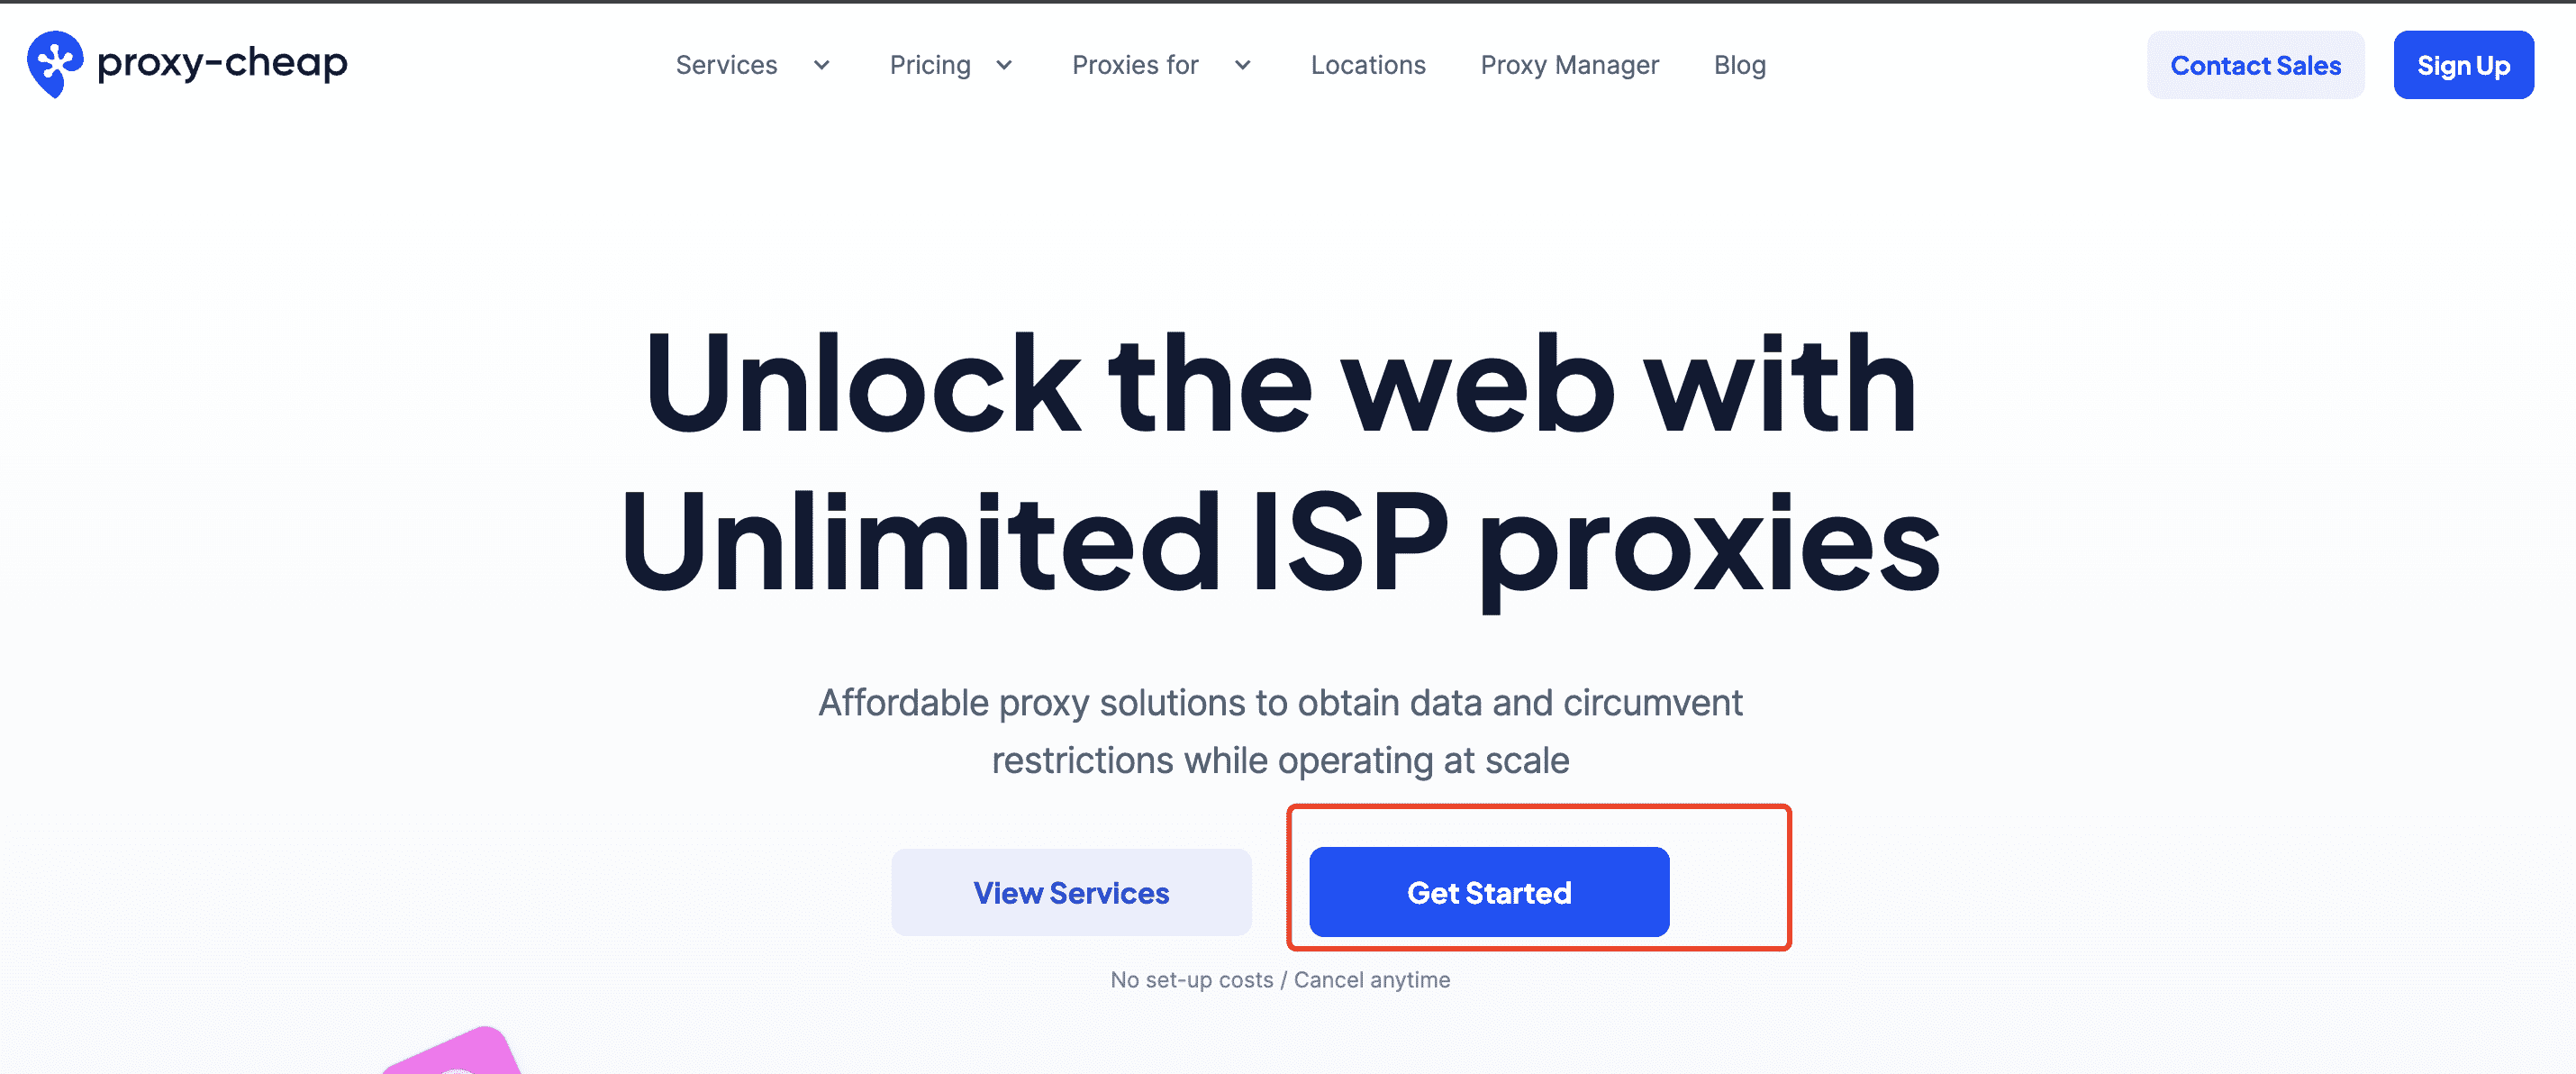 proxy-cheap
Services
Pricing
Proxies for
Locations
Proxy Manager
Blog
Contact Sales
Sign Up
Unlock the web with
Unlimited ISP proxies
Affordable proxy solutions to obtain data and circumvent
restrictions while operating at scale
View Services
Get Started
No set-up costs / Cancel anytime